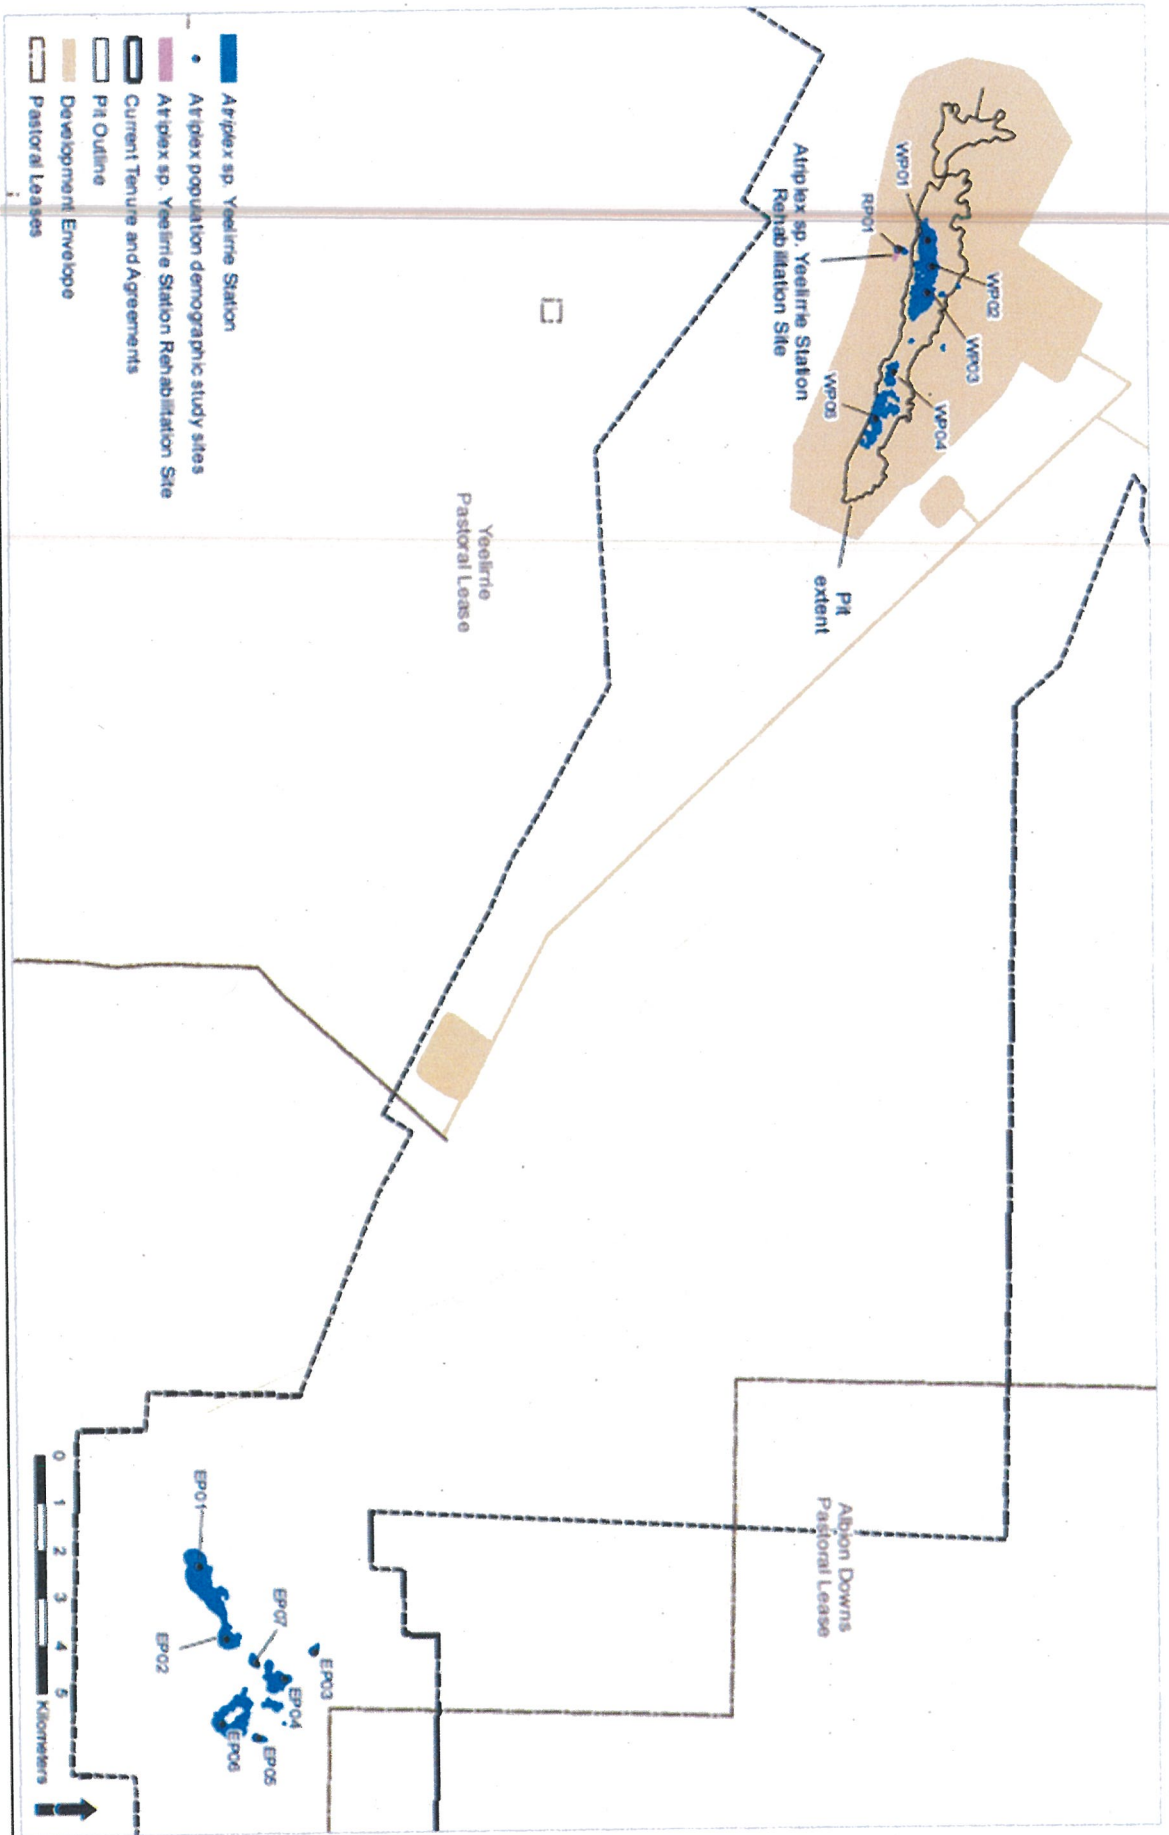 WP01
RP01
WP02
WP03
WP04
WP05
Atriplex sp. Yeelirrie Station
Rehabilitation Site
Pit
extent
Yeelirrie
Pastoral Lease
Albion Downs
Pastoral Lease
EP01
EP02
EP07
EP03
EP04
EP05
EP06
Atriplex sp. Yeelirrie Station
Atriplex population demographic study sites
Atriplex sp. Yeelirrie Station Rehabilitation Site
Current Tenure and Agreements
Pit Outline
Development Envelope
Pastoral Leases
0 1 2 3 4 5
Kilometers